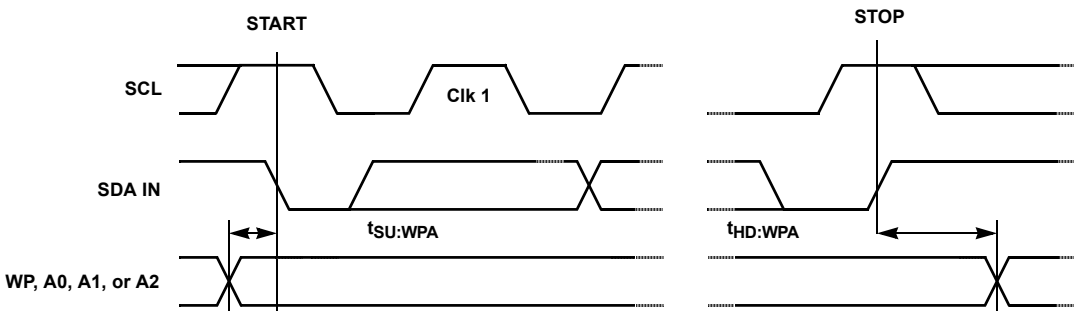 START
STOP
SCL
Clk 1
SDA IN
tSU:WPA
tHD:WPA
WP, A0, A1, or A2